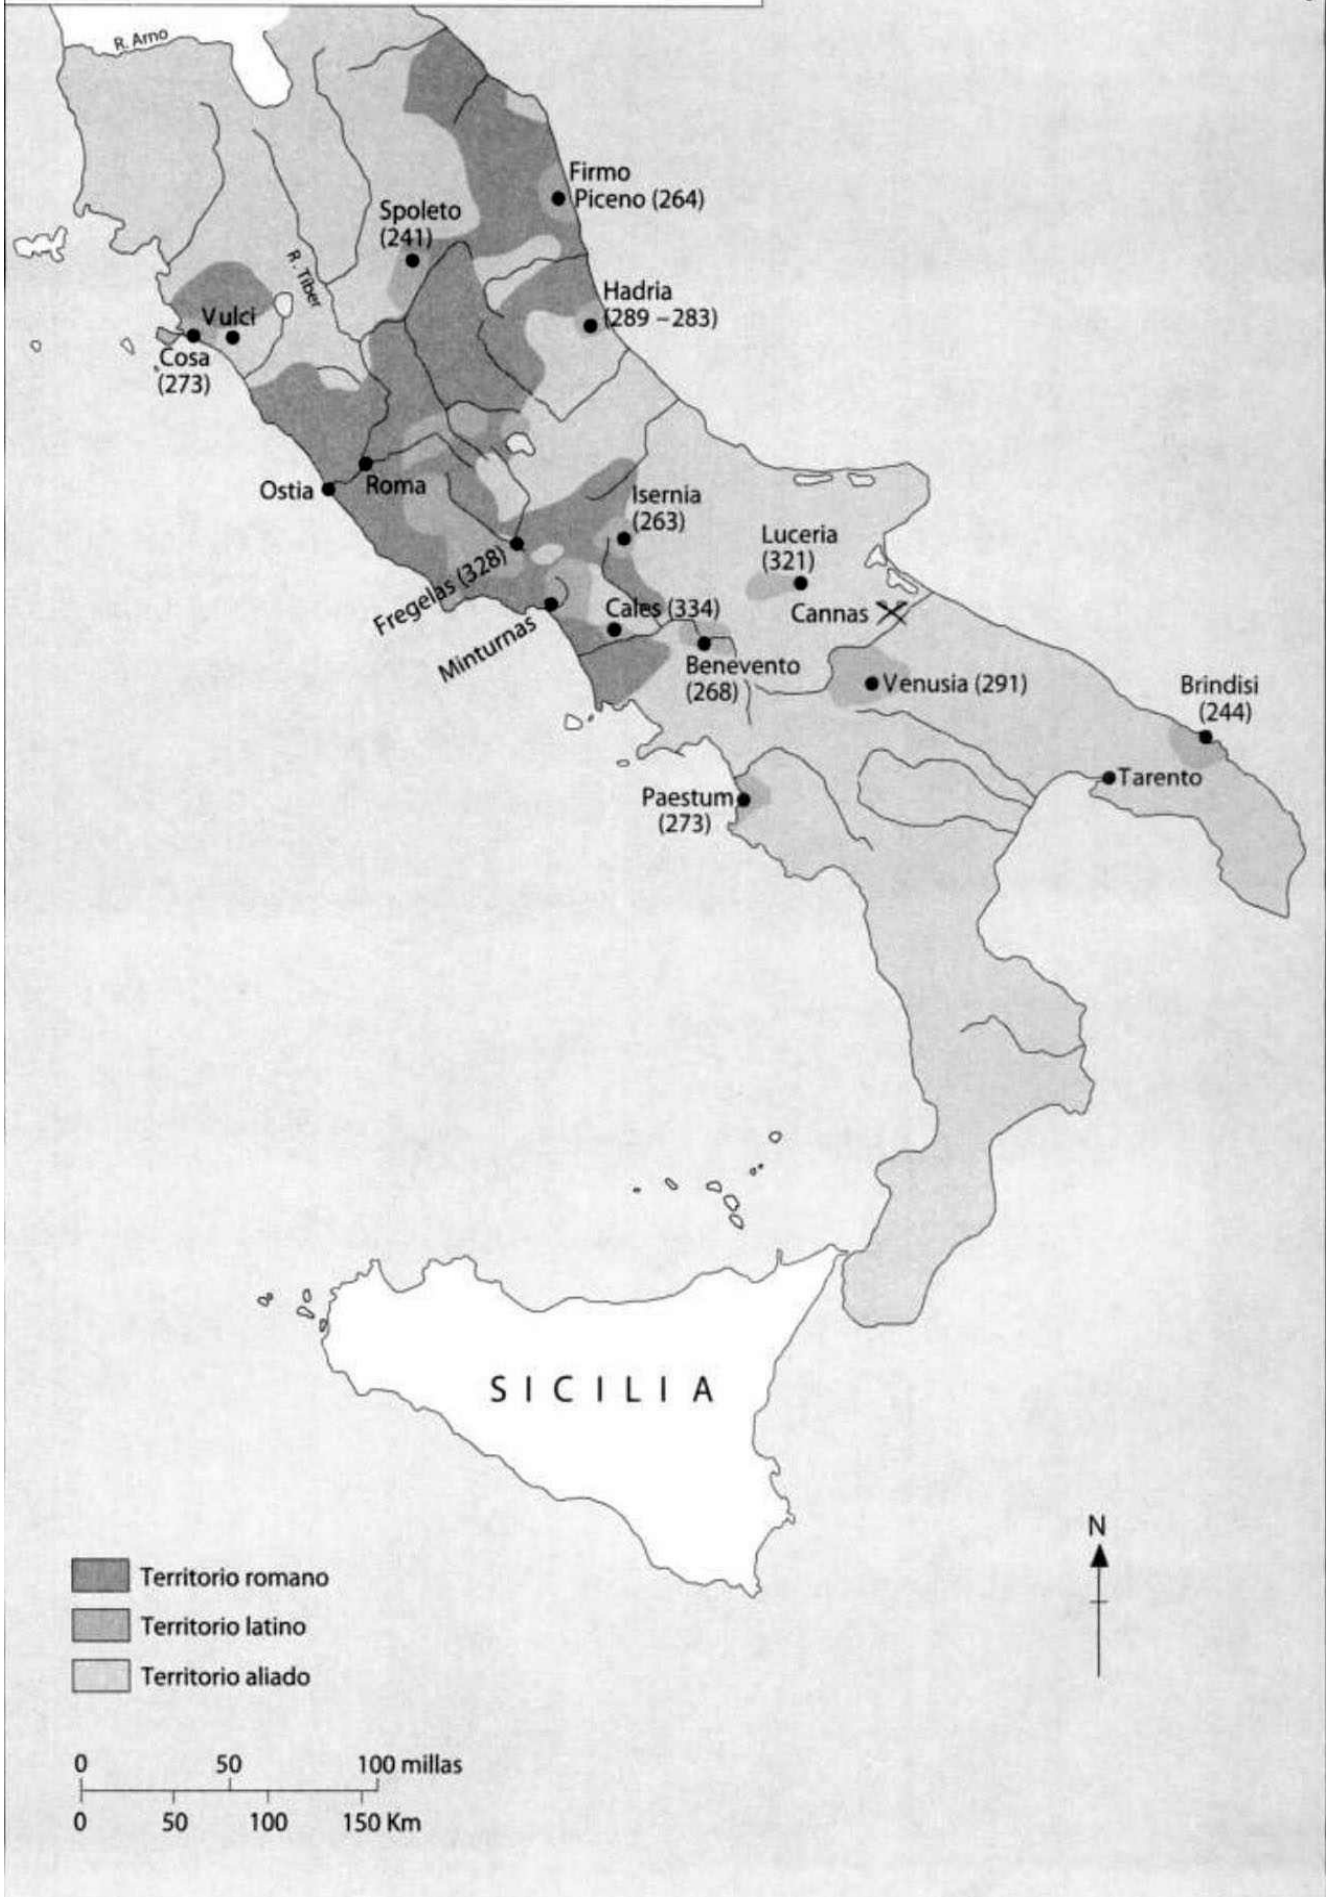 R. Arno
Firmo
Piceno (264)
Spoleto
(241)
R. Tiber
Hadria
(289 – 283)
Vulci
Cosa
(273)
Roma
Ostia
Isernia
(263)
Luceria
(321)
Fregelas (328)
Cales (334)
Cannas
Minturnas
Benevento
(268)
Venusia (291)
Brindisi
(244)
Tarento
Paestum
(273)
SICILIA
N
Territorio romano
Territorio latino
Territorio aliado
0 50 100 millas
0 50 100 150 Km